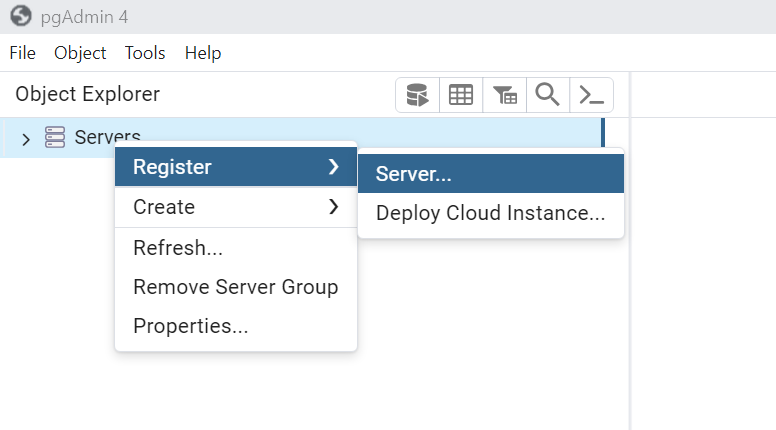 pgAdmin 4
File Object Tools Help
Object Explorer
Servers
Register
Server...
Create
Deploy Cloud Instance...
Refresh...
Remove Server Group
Properties...